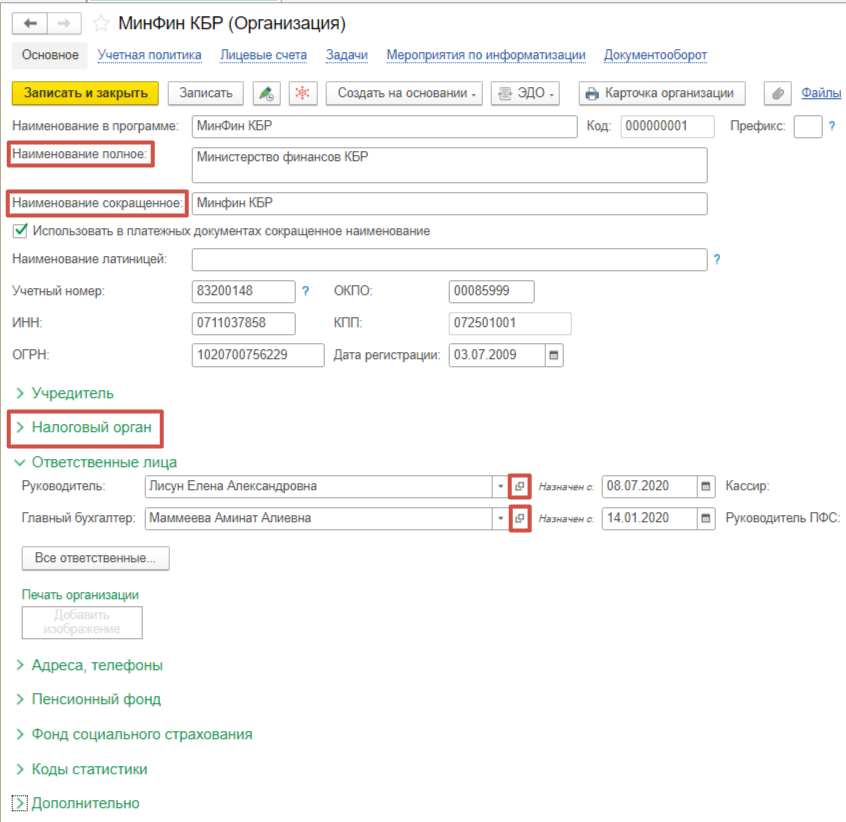 МинФин КБР (Организация)
Основное Учетная политика Лицевые счета Задачи Мероприятия по информатизации Документооборот
Записать и закрыть Записать Создать на основании ЭДО Карточка организации Файлы
Наименование в программе: МинФин КБР Код: 000000001 Префикс: ?
Наименование полное: Министерство финансов КБР
Наименование сокращенное: Минфин КБР
Использовать в платежных документах сокращенное наименование
Наименование латиницей: ?
Учетный номер: 83200148 ? ОКПО: 00085999
ИНН: 0711037858 КПП: 072501001
ОГРН: 1020700756229 Дата регистрации: 03.07.2009
Учредитель
Налоговый орган
Ответственные лица
Руководитель: Лисун Елена Александровна Назначен с: 08.07.2020 Кассир:
Главный бухгалтер: Маммеева Аминат Алиевна Назначен с: 14.01.2020 Руководитель ПФС:
Все ответственные...
Печать организации
Добавить
изображение
Адреса, телефоны
Пенсионный фонд
Фонд социального страхования
Коды статистики
Дополнительно